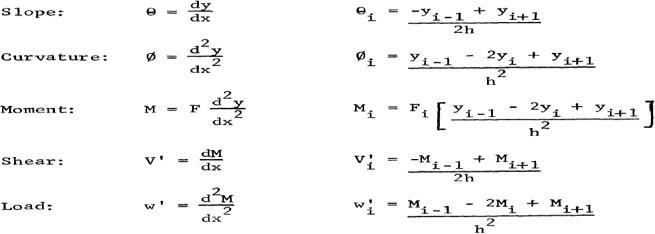 Slope: Θ = dy/dx Θ_i = (-y_{i-1} + y_{i+1})/2h
Curvature: Ø = d²y/dx² Ø_i = (y_{i-1} - 2y_i + y_{i+1})/h²
Moment: M = F d²y/dx² M_i = F_i [(y_{i-1} - 2y_i + y_{i+1})/h²]
Shear: V' = dM/dx V'_i = (-M_{i-1} + M_{i+1})/2h
Load: w' = d²M/dx² w'_i = (M_{i-1} - 2M_i + M_{i+1})/h²